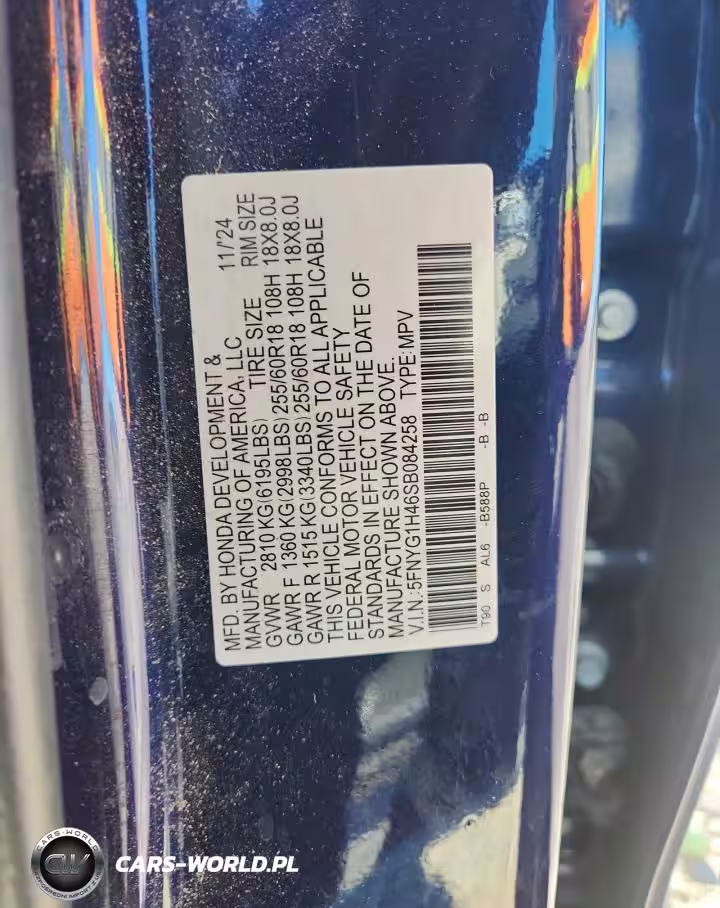 MFD. BY HONDA DEVELOPMENT &
MANUFACTURING OF AMERICA, LLC 11/'24
GVWR 2810 KG(6195LBS) TIRE SIZE RIM SIZE
GAWR F 1360 KG(2998LBS)255/60R18 108H 18X8.0J
GAWR R 1515 KG(3340LBS)255/60R18 108H 18X8.0J
THIS VEHICLE CONFORMS TO ALL APPLICABLE
FEDERAL MOTOR VEHICLE SAFETY
STANDARDS IN EFFECT ON THE DATE OF
MANUFACTURE SHOWN ABOVE.
V.I.N.:5FNYG1H46SB084258 TYPE:MPV
T90 S AL6 -B588P -B -B
CARS-WORLD
CW
CARS-WORLD.PL